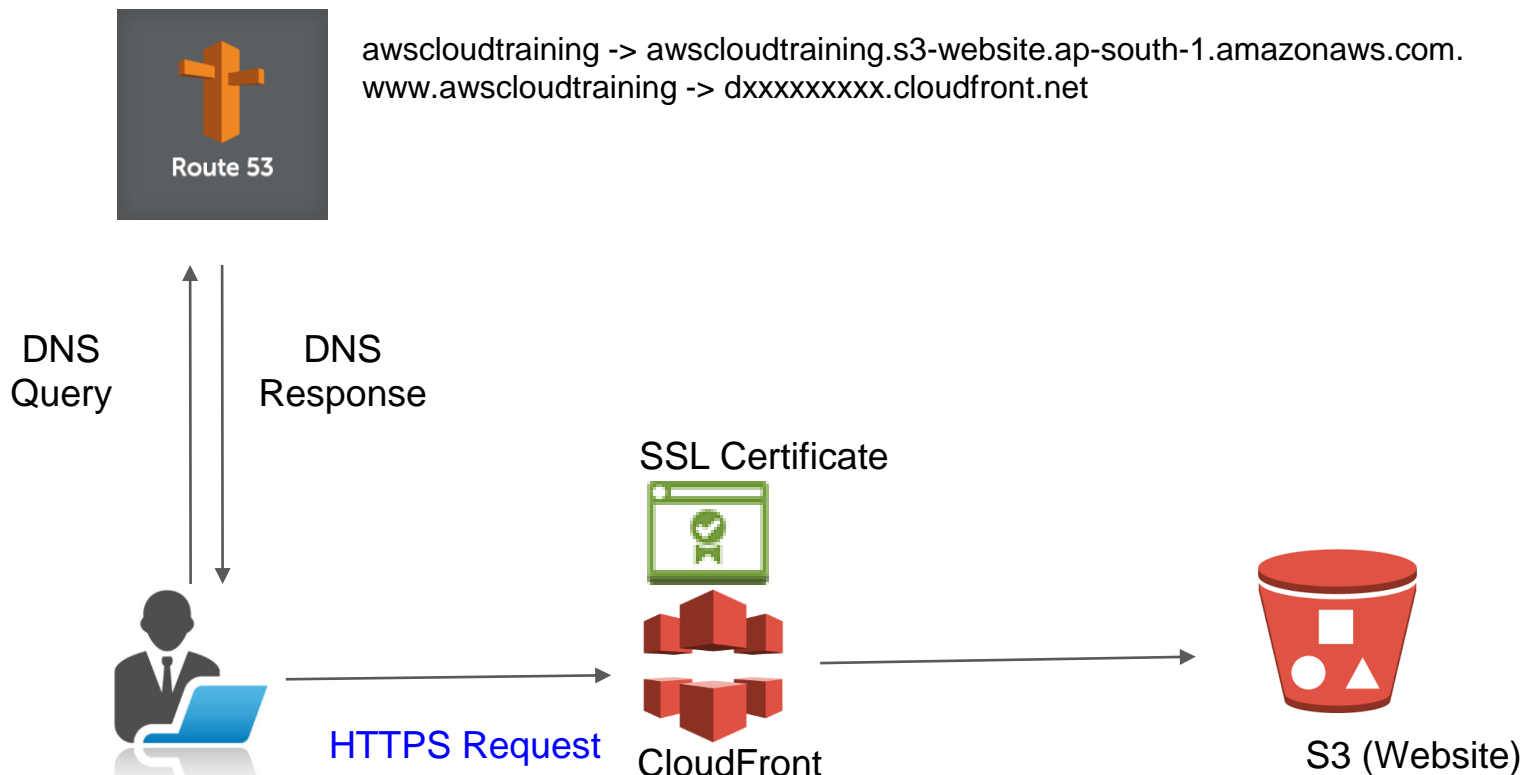 awscloudtraining -> awscloudtraining.s3-website.ap-south-1.amazonaws.com.
www.awscloudtraining -> dxxxxxxxxx.cloudfront.net
Route 53
DNS
Query
DNS
Response
SSL Certificate
HTTPS Request
CloudFront
S3 (Website)